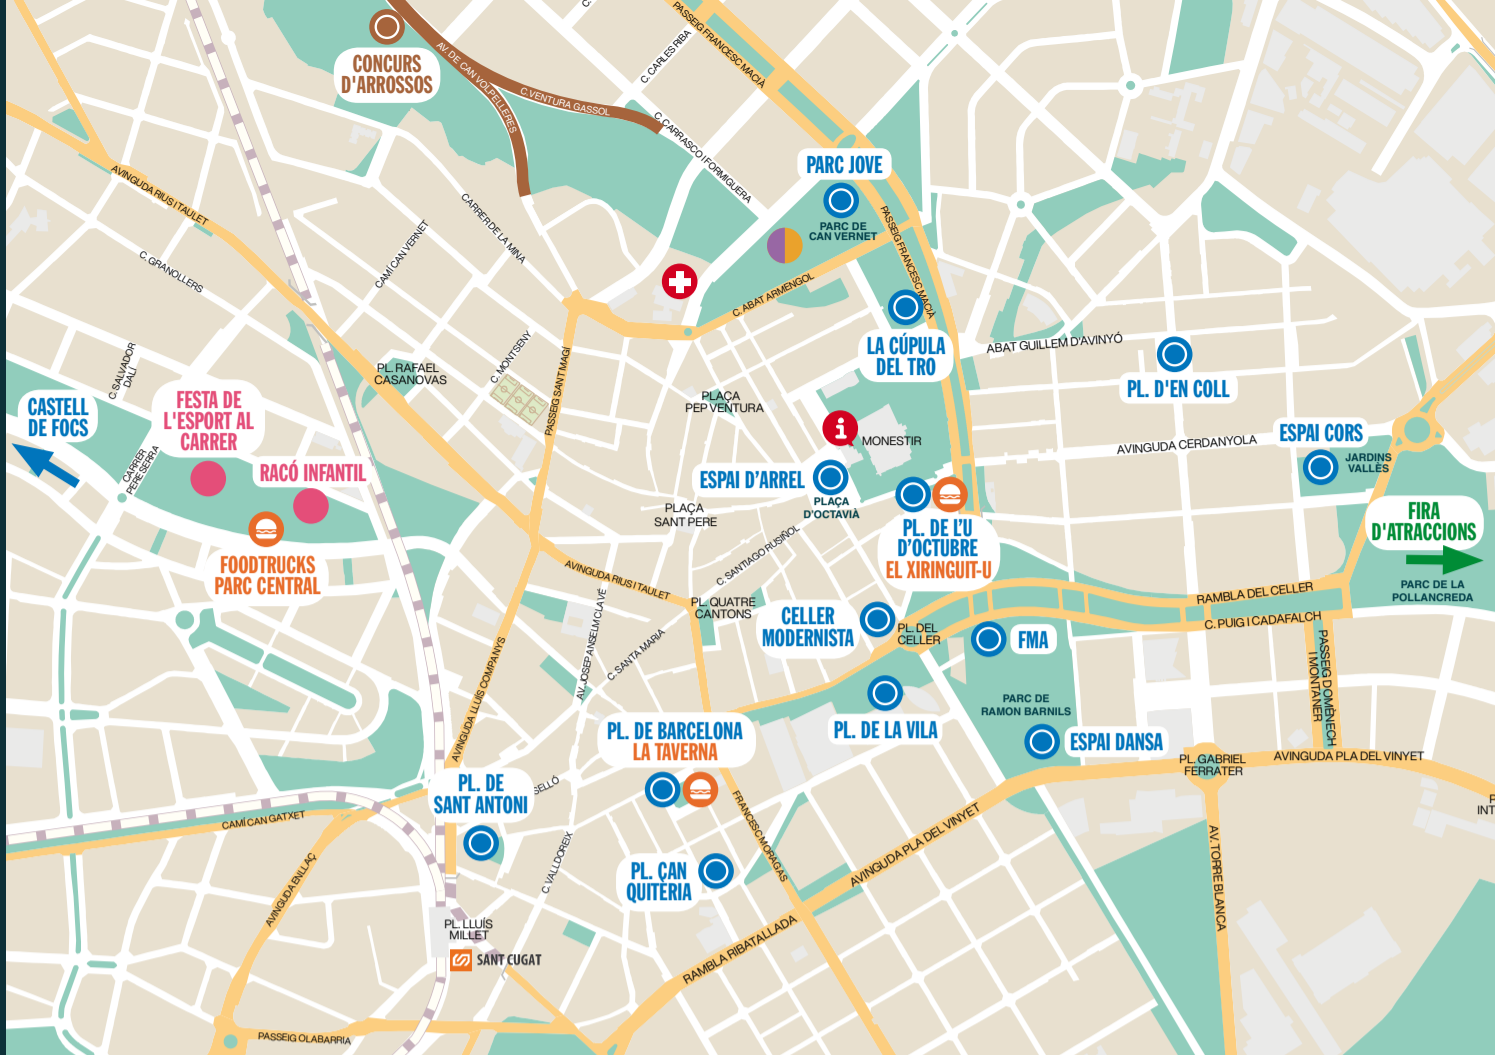 CONCURS
D'ARROSSOS
AV. DE CAN VOLPELLERES
C.VENTURA GASSOL
C. CARLES RIBA
PASSEIG FRANCESC MACIÀ
C. CARRASCO I FORMIGUERA
AVINGUDA RIUS I TAULET
C. GRANOLLERS
CAMÍ CAN VERNET
CARRER DE LA MINA
PARC JOVE
PARC DE
CAN VERNET
PASSEIG FRANCESC MACIÀ
C. ABAT ARMENGOL
LA CÚPULA
DEL TRO
ABAT GUILLEM D'AVINYÓ
PL. D'EN COLL
C. SALVADOR
DALÍ
PL. RAFAEL
CASANOVAS
C. MONTSENY
PASSEIG SANT MAGÍ
PLAÇA
PEP VENTURA
CASTELL
DE FOCS
FESTA DE
L'ESPORT AL
CARRER
RACÓ INFANTIL
CARRER
PERE SERRA
FOODTRUCKS
PARC CENTRAL
i
MONESTIR
ESPAI D'ARREL
PLAÇA
D'OCTAVIÀ
PLAÇA
SANT PERE
AVINGUDA CERDANYOLA
ESPAI CORS
JARDINS
VALLÈS
FIRA
D'ATRACCIONS
PARC DE LA
POLLANCREDA
PL. DE L'U
D'OCTUBRE
EL XIRINGUIT-U
C. SANTIAGO RUSIÑOL
AVINGUDA RIUS I TAULET
PL. QUATRE
CANTONS
CELLER
MODERNISTA
PL. DEL
CELLER
FMA
RAMBLA DEL CELLER
C. PUIG I CADAFALCH
PASSEIG DOMÈNECH
I MONTANER
AV. JOSEP ANSELM CLAVÉ
C. SANTA MARIA
AVINGUDA LLUÍS COMPANYS
PL. DE LA VILA
PARC DE
RAMON BARNILS
ESPAI DANSA
PL. GABRIEL
FERRATER
AVINGUDA PLA DEL VINYET
PL. DE BARCELONA
LA TAVERNA
PL. DE
SANT ANTONI
SELLÓ
CAMÍ CAN GATXET
AVINGUDA ENLLAÇ
C. VALLDOREIX
FRANCESC MORAGAS
PL. CAN
QUITÈRIA
AVINGUDA PLA DEL VINYET
AV. TORRE BLANCA
RAMBLA RIBATALLADA
PL. LLUÍS
MILLET
SANT CUGAT
PASSEIG OLABARRIA